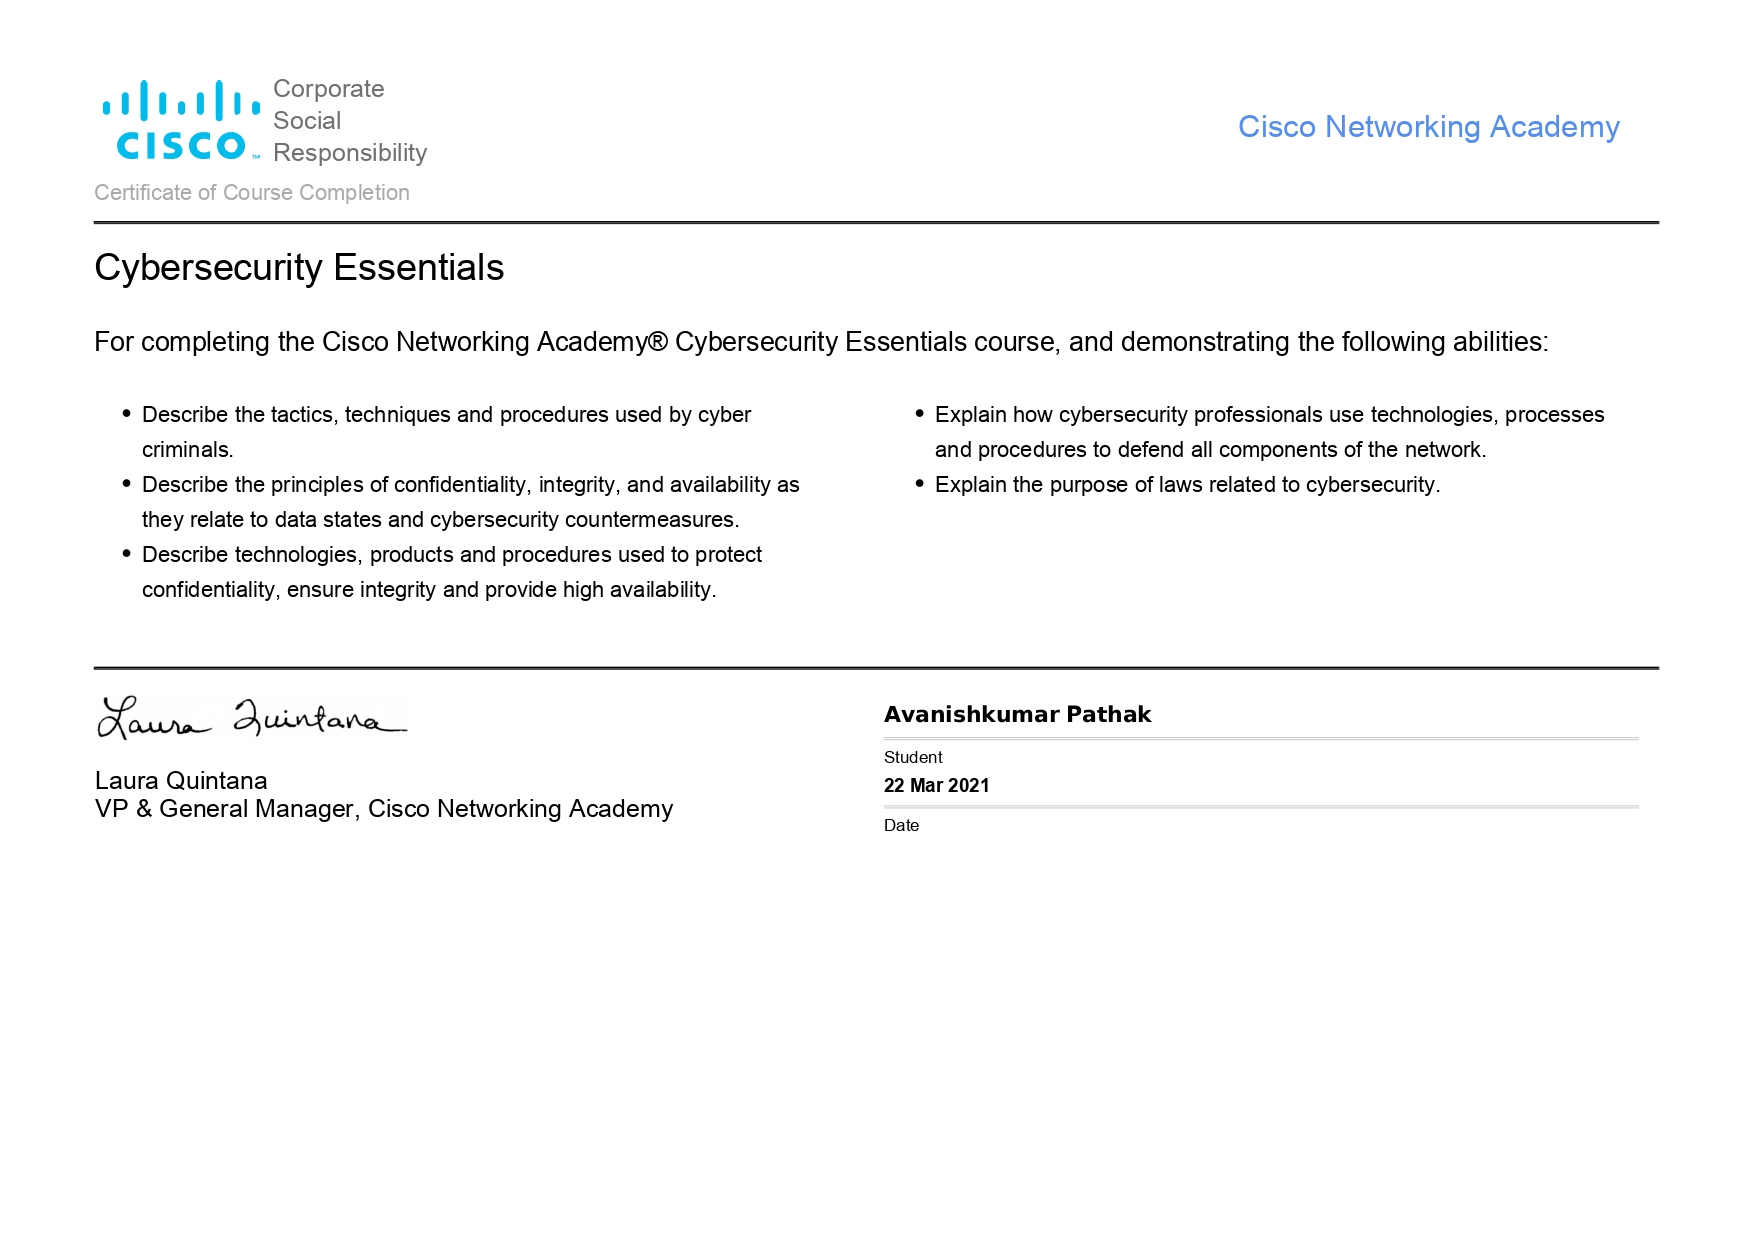 Corporate
Social
Responsibility
CISCO ™
Cisco Networking Academy
Certificate of Course Completion
Cybersecurity Essentials
For completing the Cisco Networking Academy® Cybersecurity Essentials course, and demonstrating the following abilities:
• Describe the tactics, techniques and procedures used by cyber
criminals.
• Describe the principles of confidentiality, integrity, and availability as
they relate to data states and cybersecurity countermeasures.
• Describe technologies, products and procedures used to protect
confidentiality, ensure integrity and provide high availability.
• Explain how cybersecurity professionals use technologies, processes
and procedures to defend all components of the network.
• Explain the purpose of laws related to cybersecurity.
Laura Quintana
Laura Quintana
VP & General Manager, Cisco Networking Academy
Avanishkumar Pathak
Student
22 Mar 2021
Date